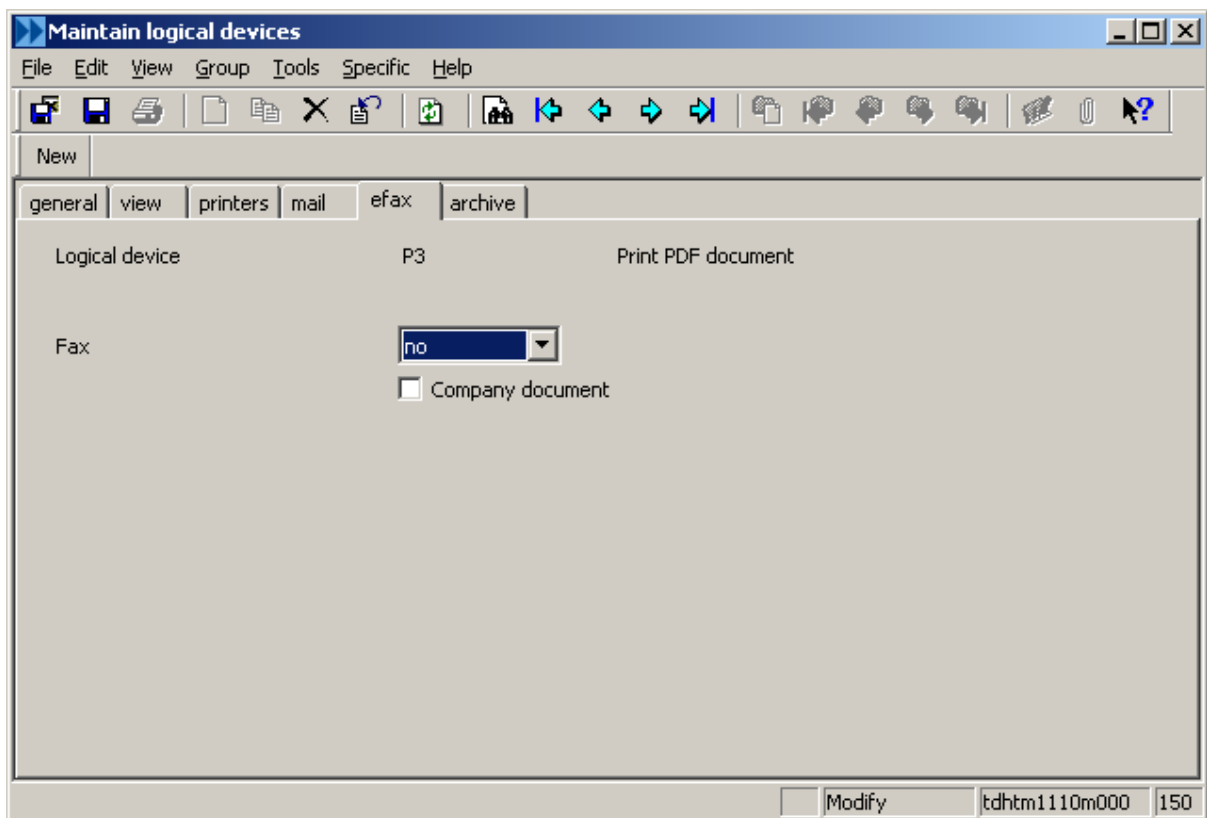 Maintain logical devices
File Edit View Group Tools Specific Help
New
general view printers mail efax archive
Logical device P3 Print PDF document
Fax no
Company document
Modify tdhtm1110m000 150